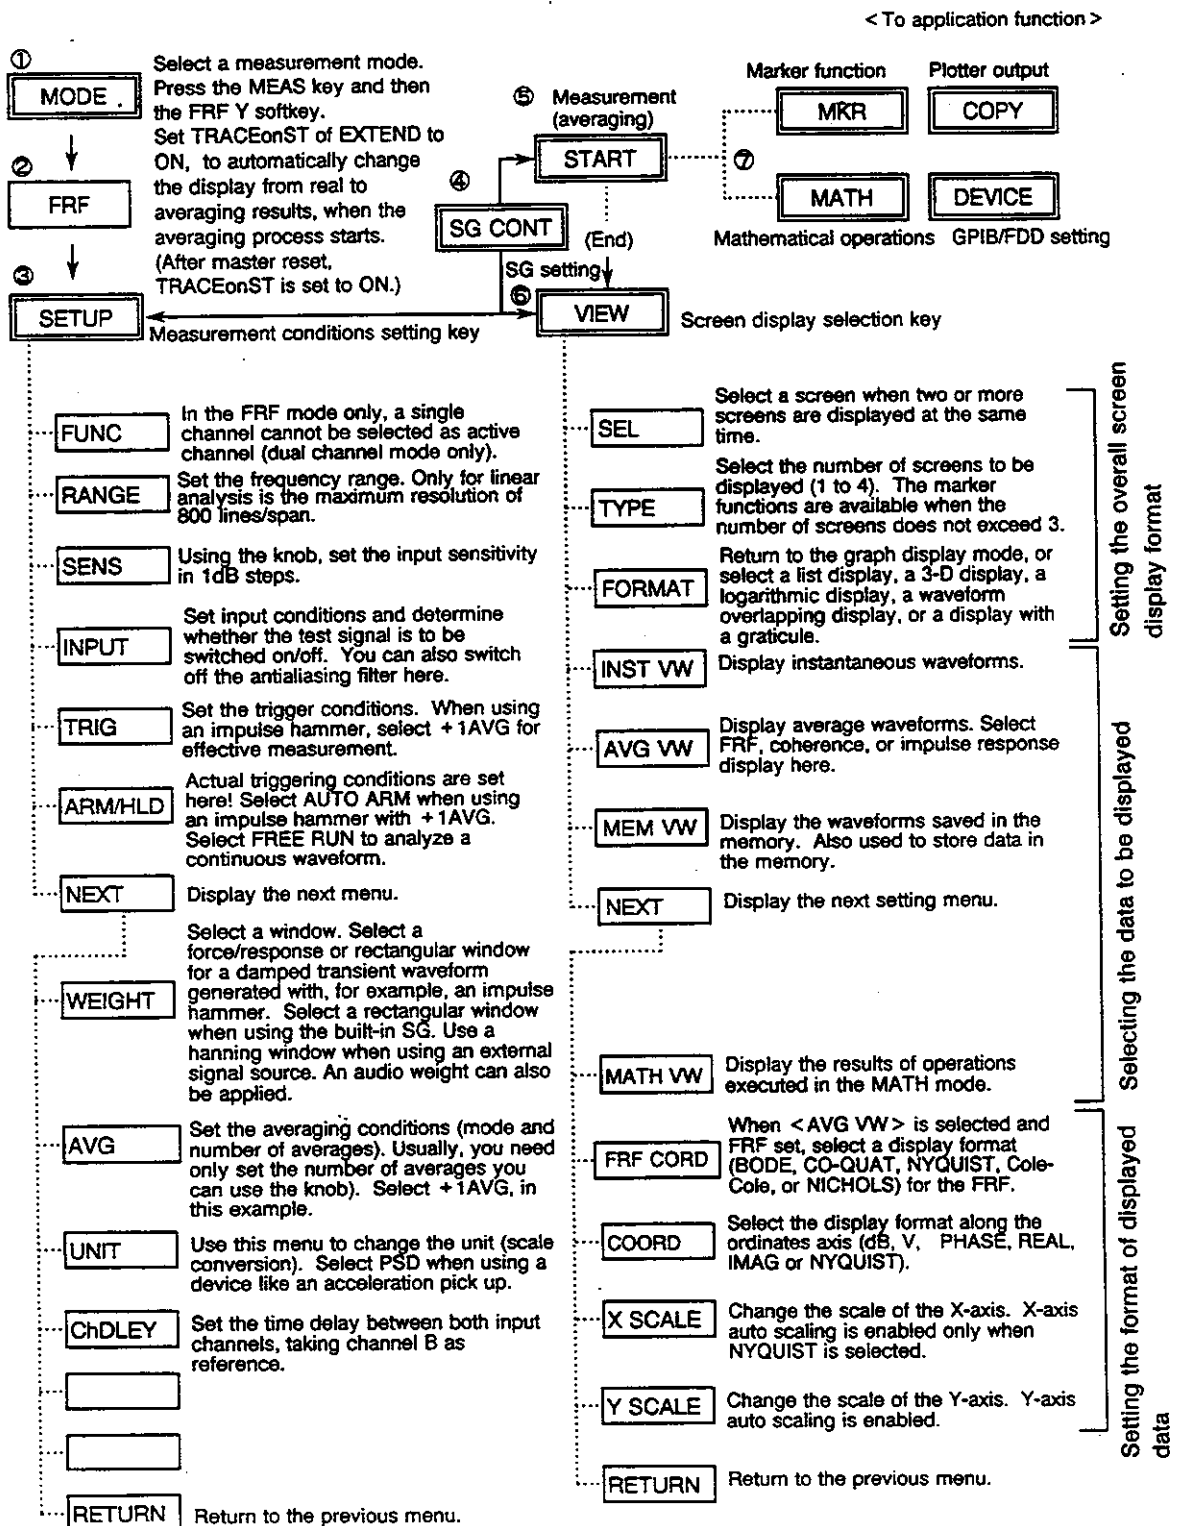 < To application function >
①
MODE
Select a measurement mode.
Press the MEAS key and then
the FRF Y softkey.
Set TRACEonST of EXTEND to
ON, to automatically change
the display from real to
averaging results, when the
averaging process starts.
(After master reset,
TRACEonST is set to ON.)
②
FRF
③
SETUP
Measurement conditions setting key
④
SG CONT
SG setting
⑤ Measurement
(averaging)
START
(End)
⑥
VIEW
Screen display selection key
⑦
Marker function
MKR
Plotter output
COPY
MATH
Mathematical operations
DEVICE
GPIB/FDD setting
FUNC
In the FRF mode only, a single
channel cannot be selected as active
channel (dual channel mode only).
RANGE
Set the frequency range. Only for linear
analysis is the maximum resolution of
800 lines/span.
SENS
Using the knob, set the input sensitivity
in 1dB steps.
INPUT
Set input conditions and determine
whether the test signal is to be
switched on/off. You can also switch
off the antialiasing filter here.
TRIG
Set the trigger conditions. When using
an impulse hammer, select +1AVG for
effective measurement.
ARM/HLD
Actual triggering conditions are set
here! Select AUTO ARM when using
an impulse hammer with +1AVG.
Select FREE RUN to analyze a
continuous waveform.
NEXT
Display the next menu.
WEIGHT
Select a window. Select a
force/response or rectangular window
for a damped transient waveform
generated with, for example, an impulse
hammer. Select a rectangular window
when using the built-in SG. Use a
hanning window when using an external
signal source. An audio weight can also
be applied.
AVG
Set the averaging conditions (mode and
number of averages). Usually, you need
only set the number of averages you
can use the knob). Select +1AVG, in
this example.
UNIT
Use this menu to change the unit (scale
conversion). Select PSD when using a
device like an acceleration pick up.
ChDLEY
Set the time delay between both input
channels, taking channel B as
reference.
RETURN
Return to the previous menu.
SEL
Select a screen when two or more
screens are displayed at the same
time.
TYPE
Select the number of screens to be
displayed (1 to 4). The marker
functions are available when the
number of screens does not exceed 3.
FORMAT
Return to the graph display mode, or
select a list display, a 3-D display, a
logarithmic display, a waveform
overlapping display, or a display with
a graticule.
Setting the overall screen
display format
INST VW
Display instantaneous waveforms.
AVG VW
Display average waveforms. Select
FRF, coherence, or impulse response
display here.
MEM VW
Display the waveforms saved in the
memory. Also used to store data in
the memory.
NEXT
Display the next setting menu.
MATH VW
Display the results of operations
executed in the MATH mode.
Selecting the data to be displayed
FRF CORD
When <AVG VW> is selected and
FRF set, select a display format
(BODE, CO-QUAT, NYQUIST, Cole-
Cole, or NICHOLS) for the FRF.
COORD
Select the display format along the
ordinates axis (dB, V, PHASE, REAL,
IMAG or NYQUIST).
X SCALE
Change the scale of the X-axis. X-axis
auto scaling is enabled only when
NYQUIST is selected.
Y SCALE
Change the scale of the Y-axis. Y-axis
auto scaling is enabled.
Setting the format of displayed
data
RETURN
Return to the previous menu.